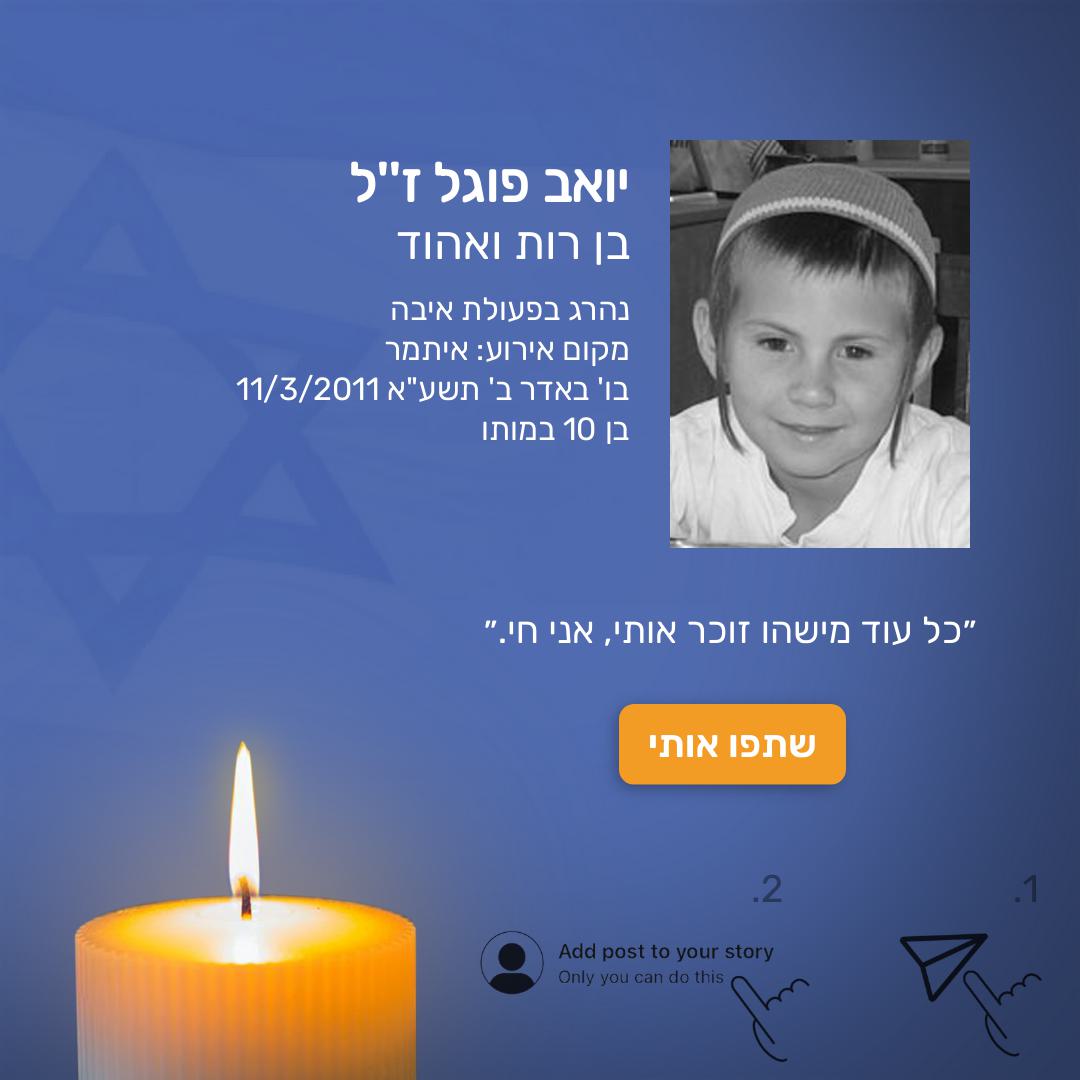 יואב פוגל ז"ל
בן רות ואהוד
נהרג בפעולת איבה
מקום אירוע: איתמר
בו' באדר ב' תשע"א 11/3/2011
בן 10 במותו
״כל עוד מישהו זוכר אותי, אני חי.״
שתפו אותי
1.
2.
Add post to your story
Only you can do this